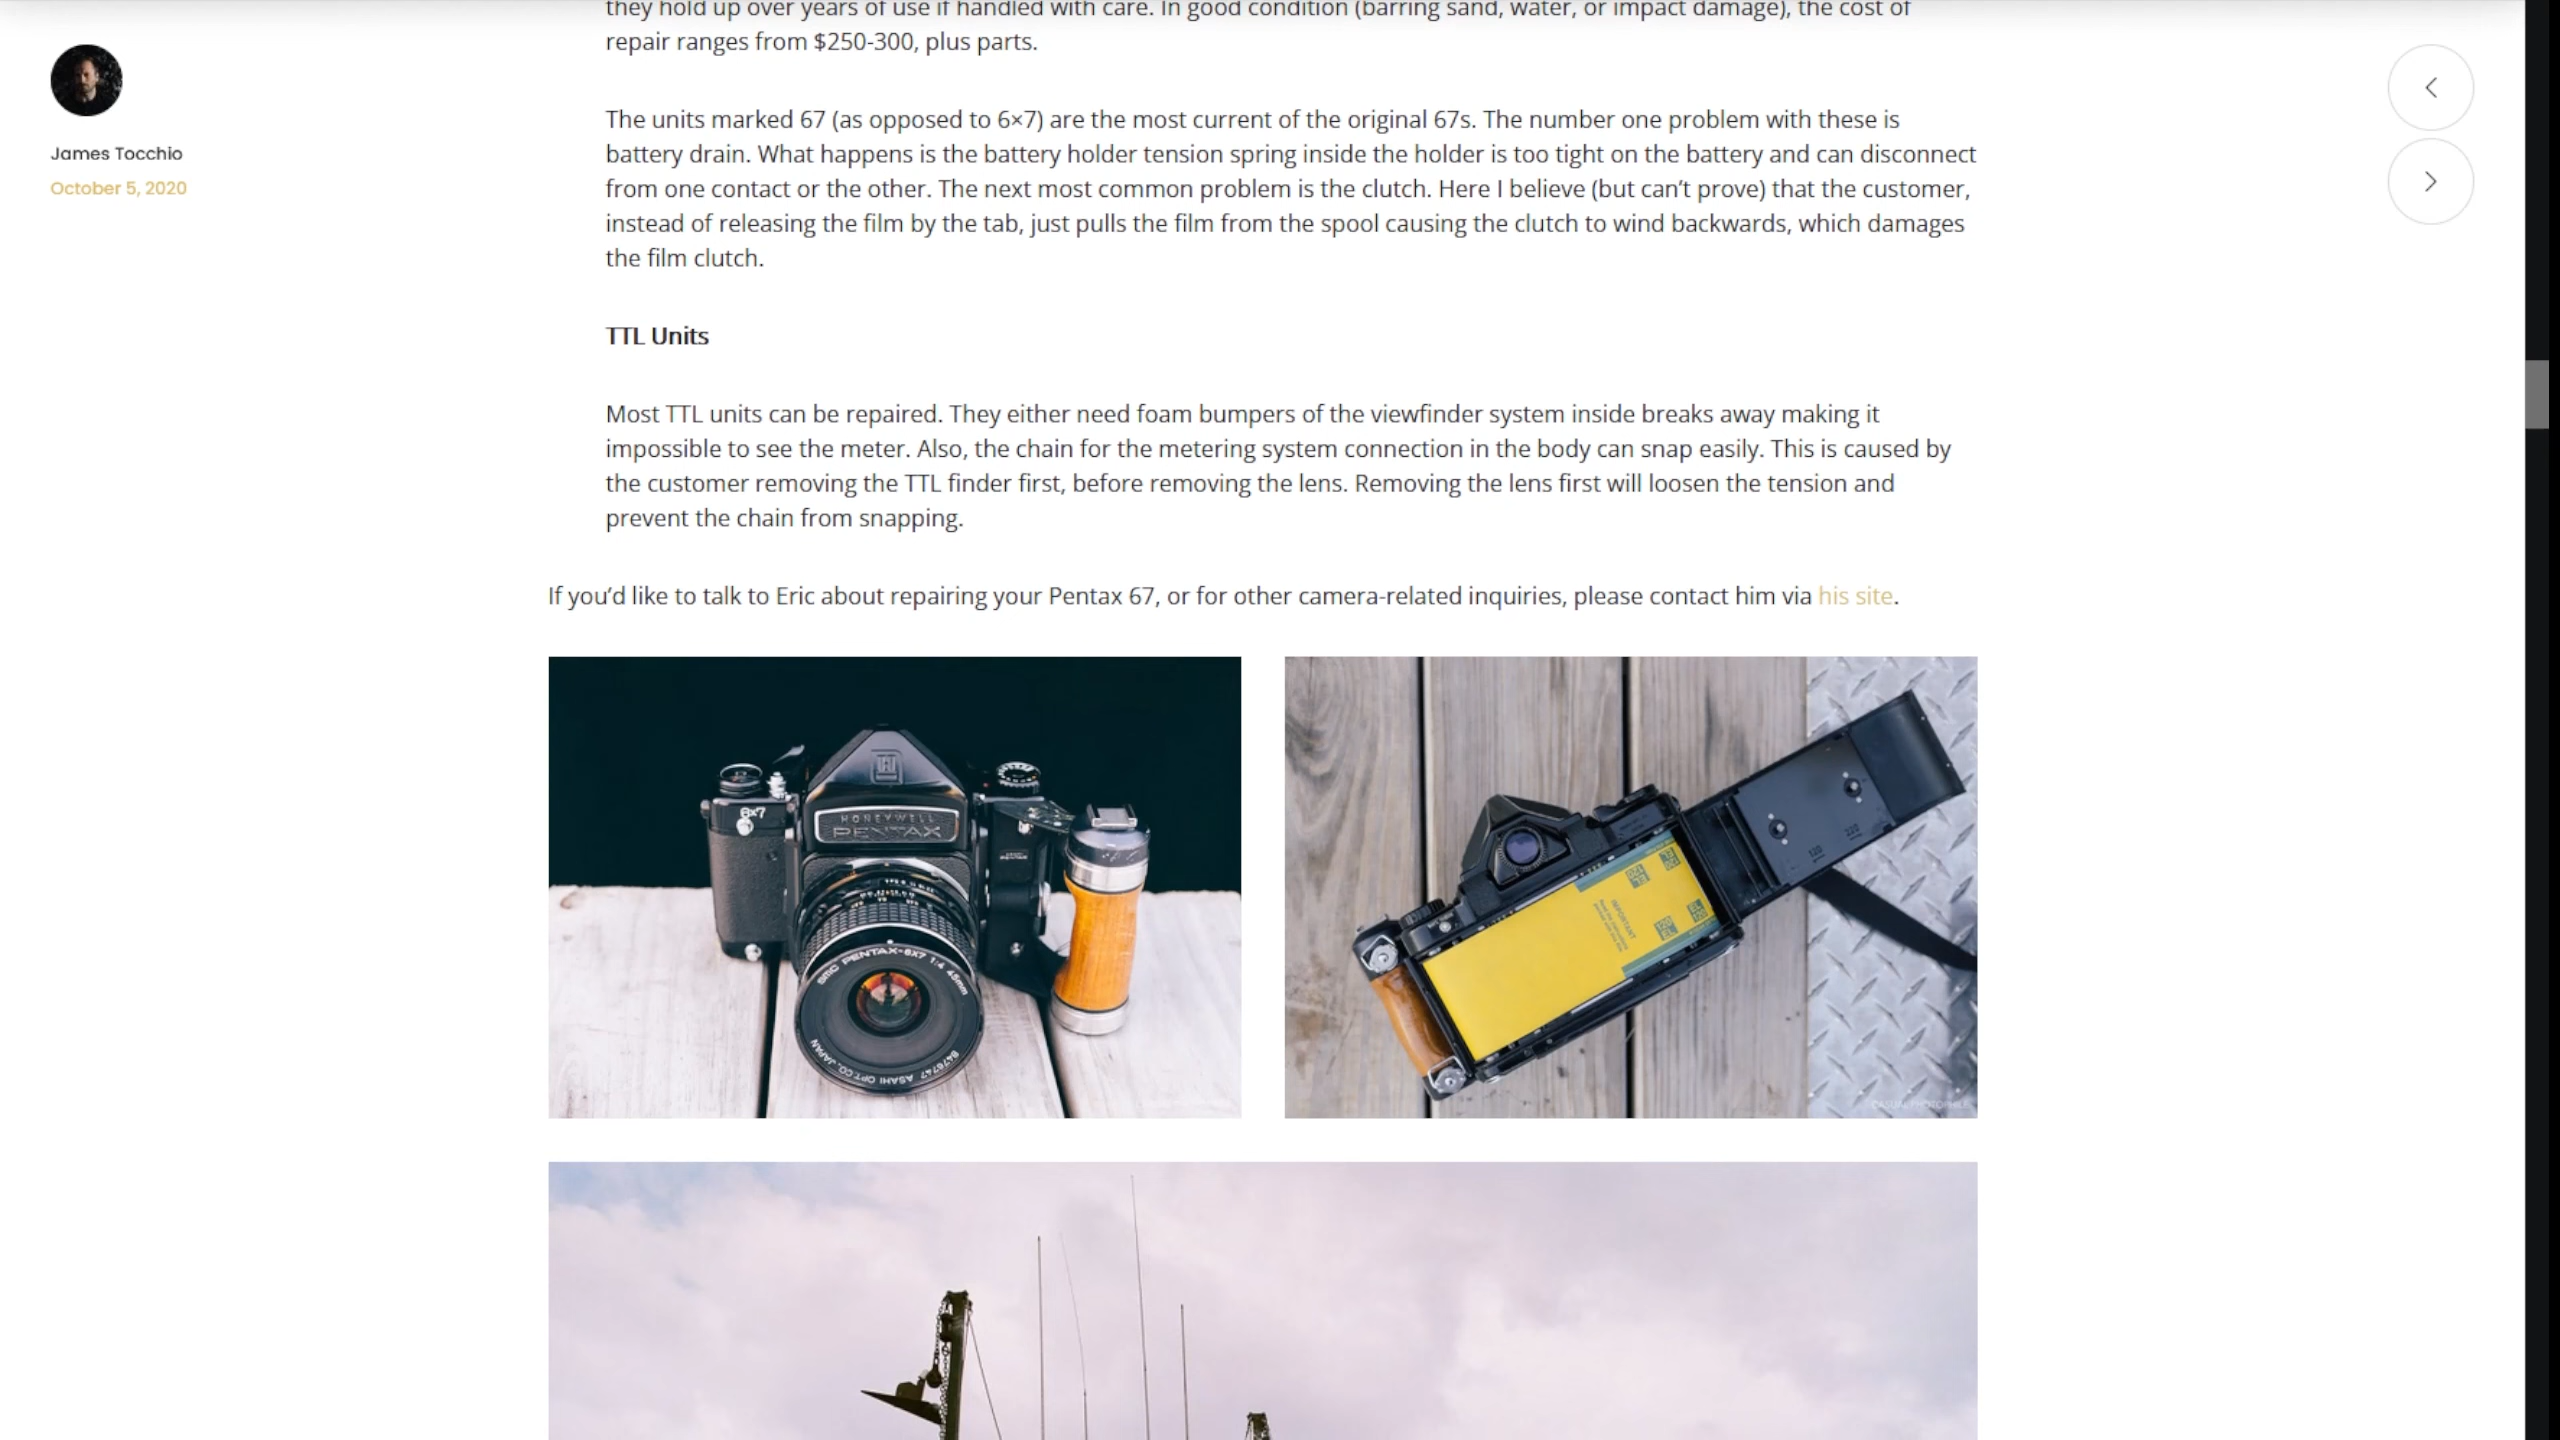 they hold up over years of use if handled with care. In good condition (barring sand, water, or impact damage), the cost of
repair ranges from $250-300, plus parts.
James Tocchio
October 5, 2020
The units marked 67 (as opposed to 6×7) are the most current of the original 67s. The number one problem with these is
battery drain. What happens is the battery holder tension spring inside the holder is too tight on the battery and can disconnect
from one contact or the other. The next most common problem is the clutch. Here I believe (but can’t prove) that the customer,
instead of releasing the film by the tab, just pulls the film from the spool causing the clutch to wind backwards, which damages
the film clutch.
TTL Units
Most TTL units can be repaired. They either need foam bumpers of the viewfinder system inside breaks away making it
impossible to see the meter. Also, the chain for the metering system connection in the body can snap easily. This is caused by
the customer removing the TTL finder first, before removing the lens. Removing the lens first will loosen the tension and
prevent the chain from snapping.
If you’d like to talk to Eric about repairing your Pentax 67, or for other camera-related inquiries, please contact him via his site.
6x7
HONEYWELL
PENTAX
SMC PENTAX-6X7 1:4 45mm
8476747 ASAHI OPT.CO., JAPAN
IMPORTANT
120
220
CASUAL PHOTOPHILE